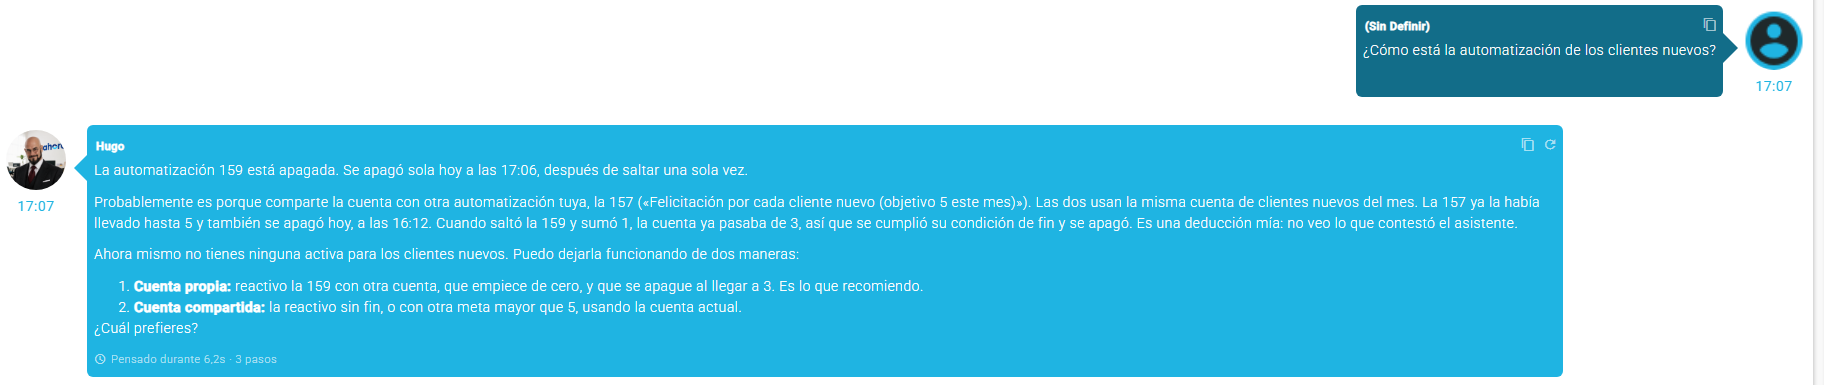 (Sin Definir)
¿Cómo está la automatización de los clientes nuevos?
17:07
ahora
Hugo
La automatización 159 está apagada. Se apagó sola hoy a las 17:06, después de saltar una sola vez.
17:07
Probablemente es porque comparte la cuenta con otra automatización tuya, la 157 («Felicitación por cada cliente nuevo (objetivo 5 este mes)»). Las dos usan la misma cuenta de clientes nuevos del mes. La 157 ya la había
llevado hasta 5 y también se apagó hoy, a las 16:12. Cuando saltó la 159 y sumó 1, la cuenta ya pasaba de 3, así que se cumplió su condición de fin y se apagó. Es una deducción mía: no veo lo que contestó el asistente.
Ahora mismo no tienes ninguna activa para los clientes nuevos. Puedo dejarla funcionando de dos maneras:
1. Cuenta propia: reactivo la 159 con otra cuenta, que empiece de cero, y que se apague al llegar a 3. Es lo que recomiendo.
2. Cuenta compartida: la reactivo sin fin, o con otra meta mayor que 5, usando la cuenta actual.
¿Cuál prefieres?
Pensado durante 6,2s · 3 pasos